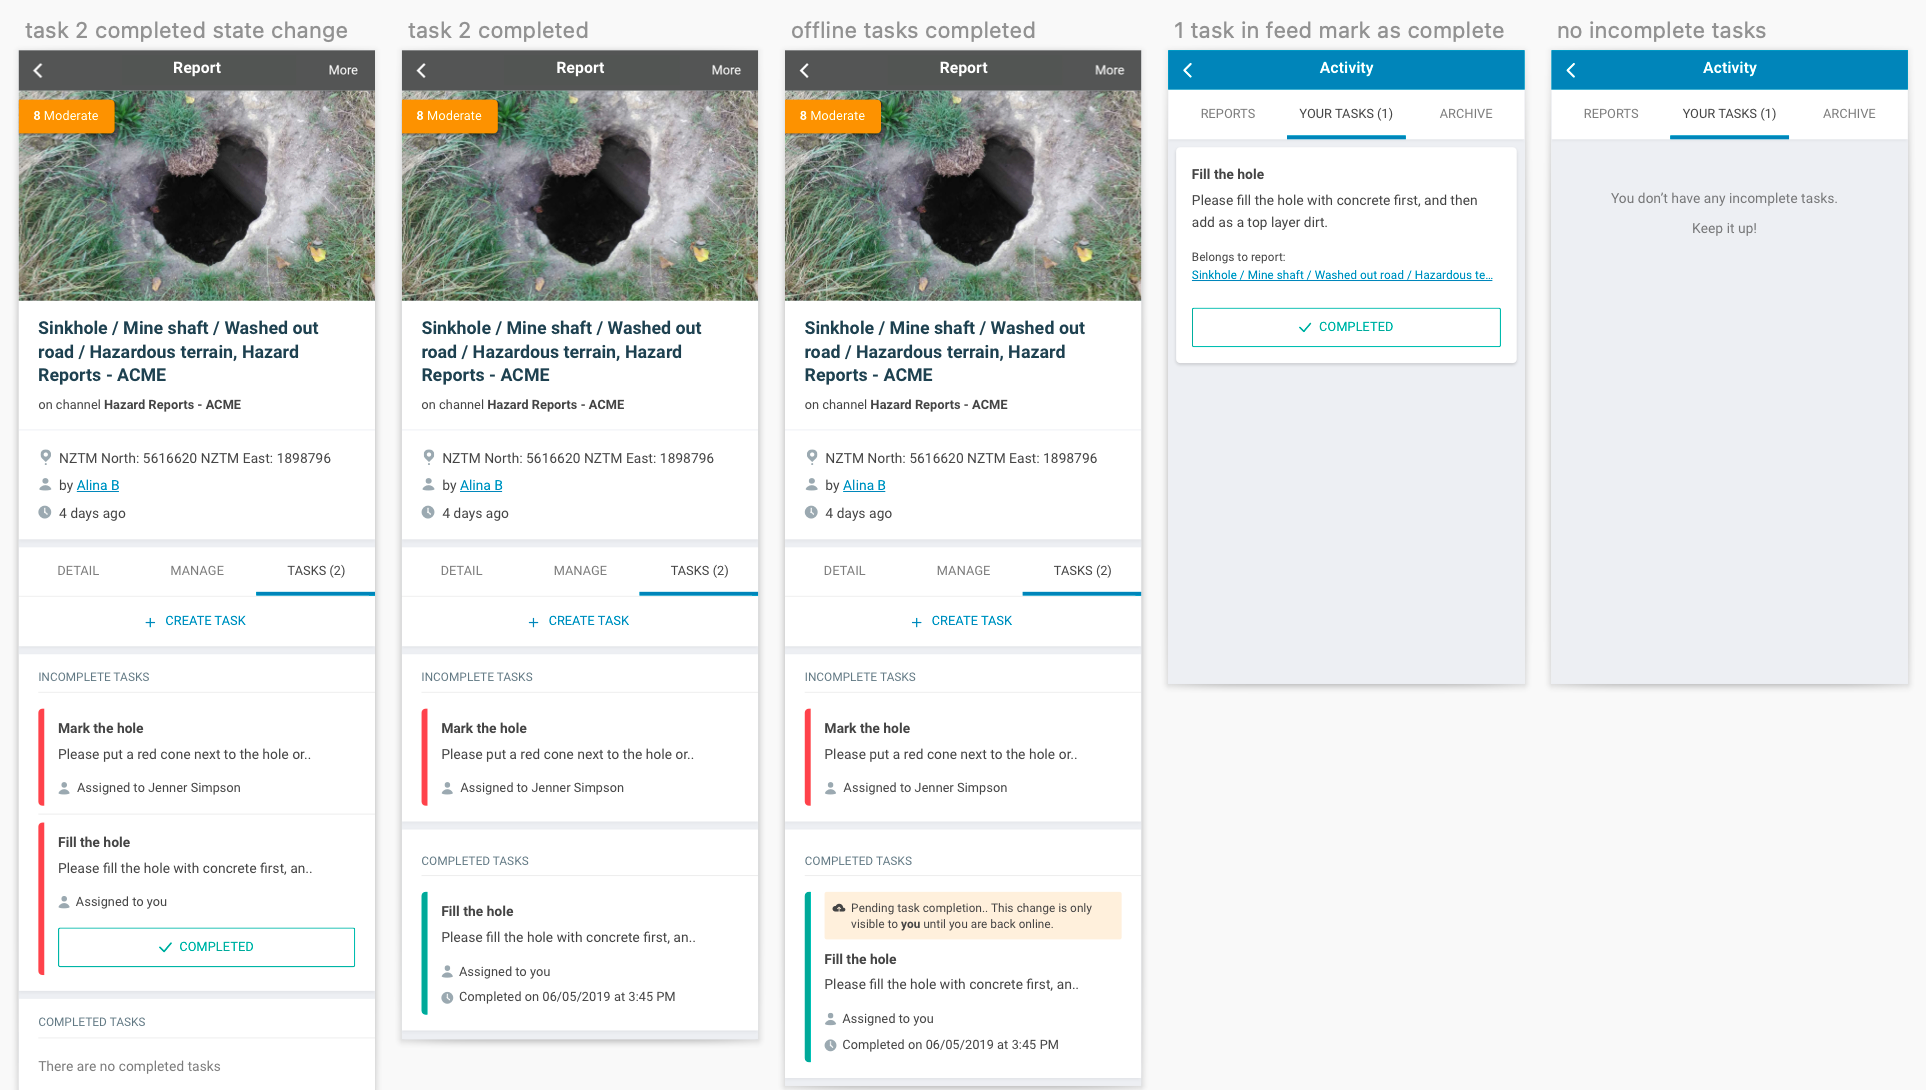 task 2 completed state change
Report
More
8 Moderate
Sinkhole / Mine shaft / Washed out
road / Hazardous terrain, Hazard
Reports - ACME
on channel Hazard Reports - ACME
NZTM North: 5616620 NZTM East: 1898796
by Alina B
4 days ago
DETAIL
MANAGE
TASKS (2)
+ CREATE TASK
INCOMPLETE TASKS
Mark the hole
Please put a red cone next to the hole or..
Assigned to Jenner Simpson
Fill the hole
Please fill the hole with concrete first, an..
Assigned to you
COMPLETED
COMPLETED TASKS
There are no completed tasks
task 2 completed
Report
More
8 Moderate
Sinkhole / Mine shaft / Washed out
road / Hazardous terrain, Hazard
Reports - ACME
on channel Hazard Reports - ACME
NZTM North: 5616620 NZTM East: 1898796
by Alina B
4 days ago
DETAIL
MANAGE
TASKS (2)
+ CREATE TASK
INCOMPLETE TASKS
Mark the hole
Please put a red cone next to the hole or..
Assigned to Jenner Simpson
COMPLETED TASKS
Fill the hole
Please fill the hole with concrete first, an..
Assigned to you
Completed on 06/05/2019 at 3:45 PM
offline tasks completed
Report
More
8 Moderate
Sinkhole / Mine shaft / Washed out
road / Hazardous terrain, Hazard
Reports - ACME
on channel Hazard Reports - ACME
NZTM North: 5616620 NZTM East: 1898796
by Alina B
4 days ago
DETAIL
MANAGE
TASKS (2)
+ CREATE TASK
INCOMPLETE TASKS
Mark the hole
Please put a red cone next to the hole or..
Assigned to Jenner Simpson
COMPLETED TASKS
Pending task completion.. This change is only
visible to you until you are back online.
Fill the hole
Please fill the hole with concrete first, an..
Assigned to you
Completed on 06/05/2019 at 3:45 PM
1 task in feed mark as complete
Activity
REPORTS
YOUR TASKS (1)
ARCHIVE
Fill the hole
Please fill the hole with concrete first, and then
add as a top layer dirt.
Belongs to report:
Sinkhole / Mine shaft / Washed out road / Hazardous te...
COMPLETED
no incomplete tasks
Activity
REPORTS
YOUR TASKS (1)
ARCHIVE
You don't have any incomplete tasks.
Keep it up!